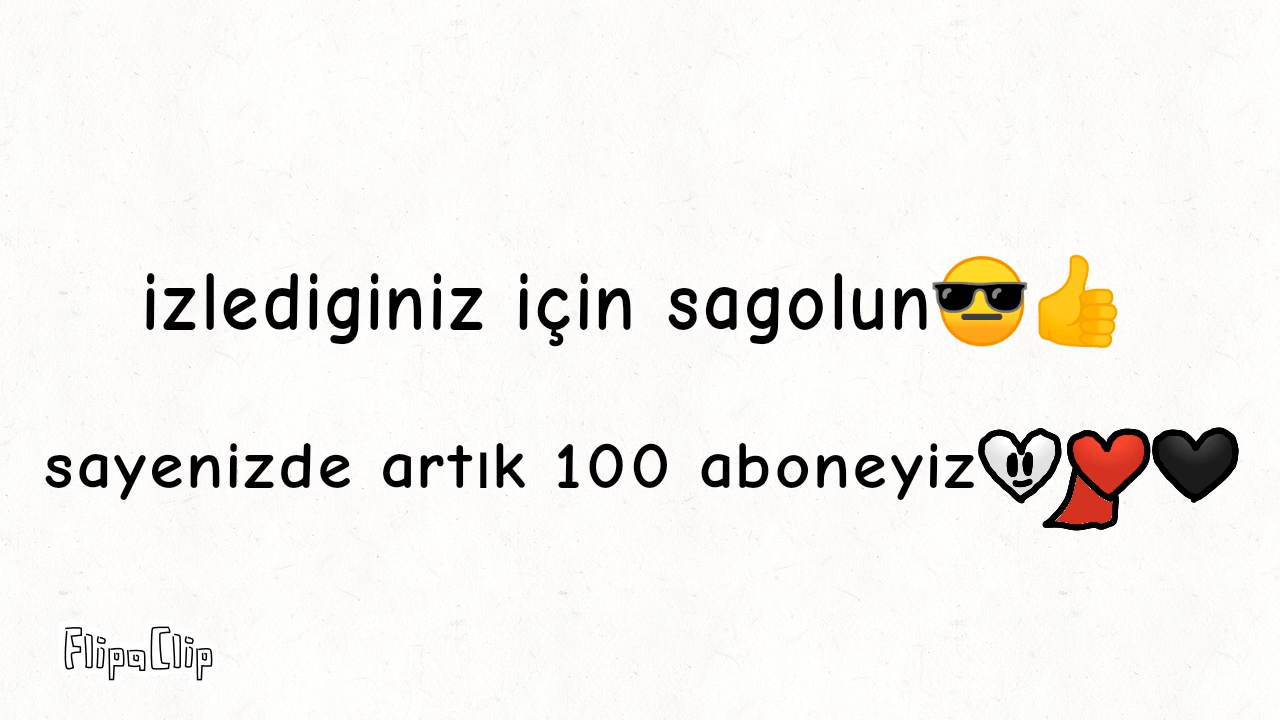 izlediginiz için sagolun😎👍
sayenizde artık 100 aboneyiz🤍❤🖤
FlipaClip